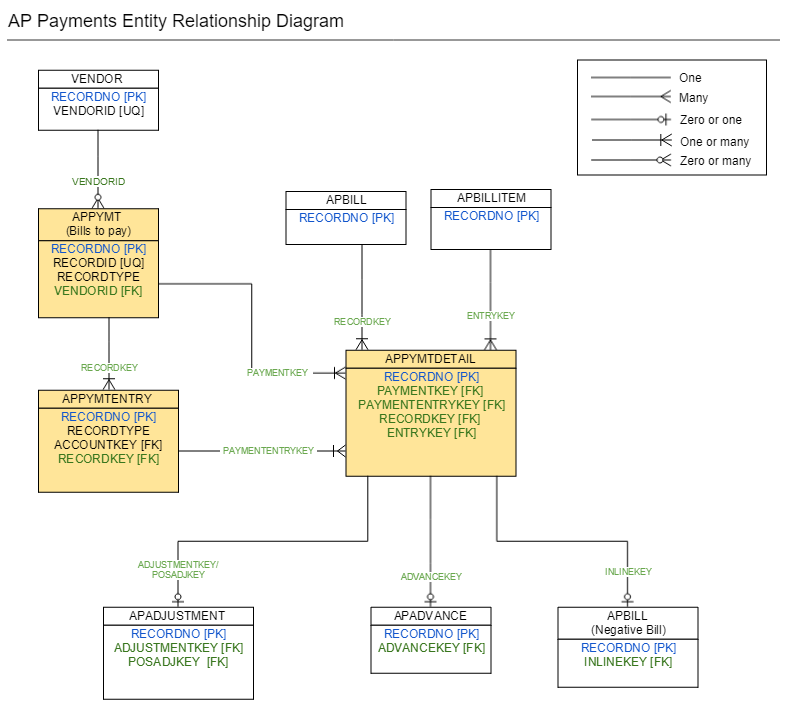 AP Payments Entity Relationship Diagram
One
Many
Zero or one
One or many
Zero or many
VENDOR
RECORDNO [PK]
VENDORID [UQ]
VENDORID
APPYMT
(Bills to pay)
RECORDNO [PK]
RECORDID [UQ]
RECORDTYPE
VENDORID [FK]
APBILL
RECORDNO [PK]
APBILLITEM
RECORDNO [PK]
RECORDKEY
ENTRYKEY
RECORDKEY
PAYMENTKEY
APPYMTDETAIL
RECORDNO [PK]
PAYMENTKEY [FK]
PAYMENTENTRYKEY [FK]
RECORDKEY [FK]
ENTRYKEY [FK]
APPYMTENTRY
RECORDNO [PK]
RECORDTYPE
ACCOUNTKEY [FK]
RECORDKEY [FK]
PAYMENTENTRYKEY
ADJUSTMENTKEY/
POSADJKEY
ADVANCEKEY
INLINEKEY
APADJUSTMENT
RECORDNO [PK]
ADJUSTMENTKEY [FK]
POSADJKEY [FK]
APADVANCE
RECORDNO [PK]
ADVANCEKEY [FK]
APBILL
(Negative Bill)
RECORDNO [PK]
INLINEKEY [FK]